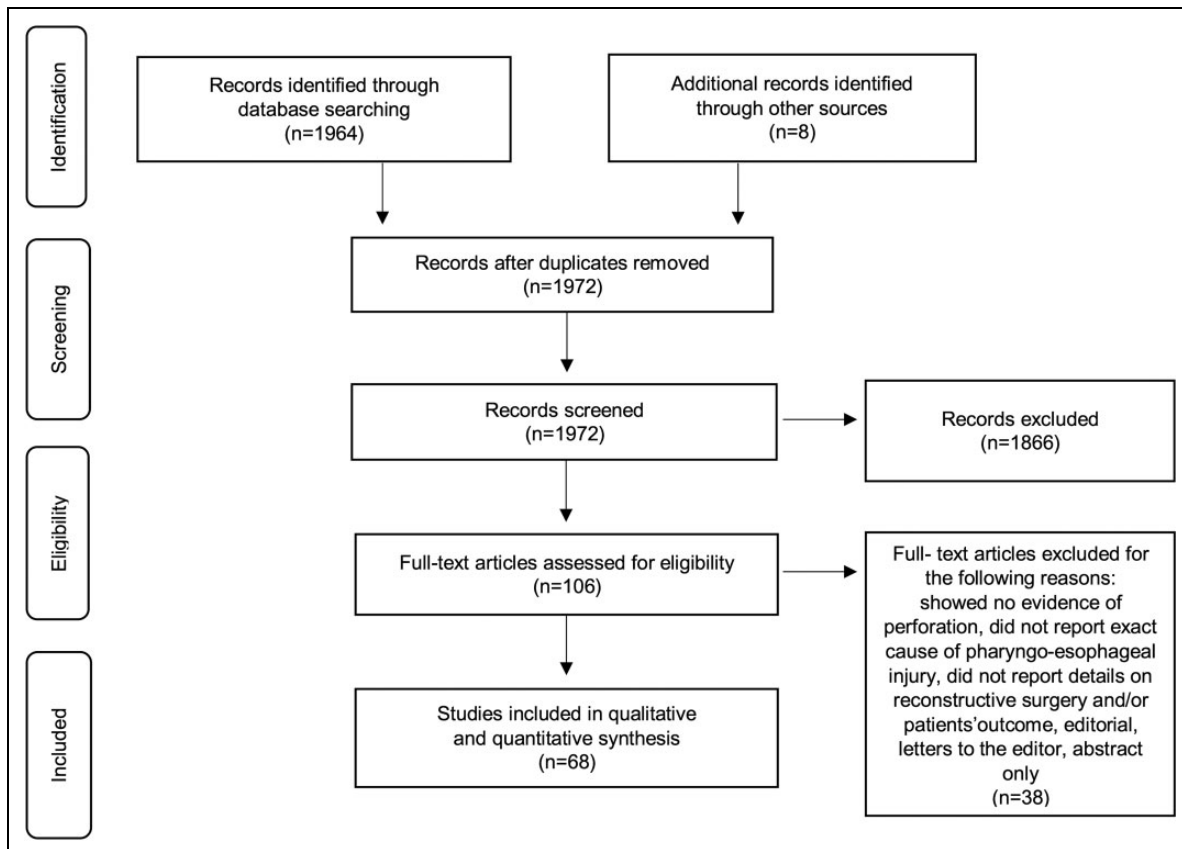 Identification
Records identified through
database searching
(n=1964)
Additional records identified
through other sources
(n=8)
Screening
Records after duplicates removed
(n=1972)
Records screened
(n=1972)
Records excluded
(n=1866)
Eligibility
Full-text articles assessed for eligibility
(n=106)
Full- text articles excluded for
the following reasons:
showed no evidence of
perforation, did not report exact
cause of pharyngo-esophageal
injury, did not report details on
reconstructive surgery and/or
patients'outcome, editorial,
letters to the editor, abstract
only
(n=38)
Included
Studies included in qualitative
and quantitative synthesis
(n=68)